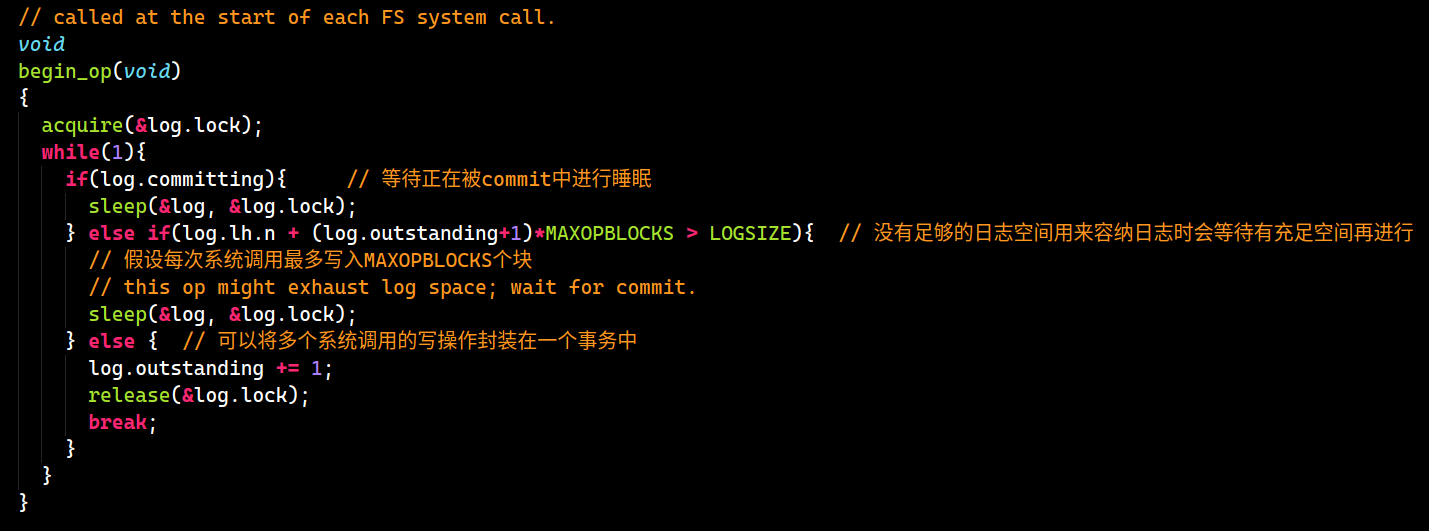 // called at the start of each FS system call.
void
begin_op(void)
{
  acquire(&log.lock);
  while(1){
    if(log.committing){     // 等待正在被commit中进行睡眠
      sleep(&log, &log.lock);
    } else if(log.lh.n + (log.outstanding+1)*MAXOPBLOCKS > LOGSIZE){  // 没有足够的日志空间用来容纳日志时会等待有充足空间再进行
      // 假设每次系统调用最多写入MAXOPBLOCKS个块
      // this op might exhaust log space; wait for commit.
      sleep(&log, &log.lock);
    } else {  // 可以将多个系统调用的写操作封装在一个事务中
      log.outstanding += 1;
      release(&log.lock);
      break;
    }
  }
}